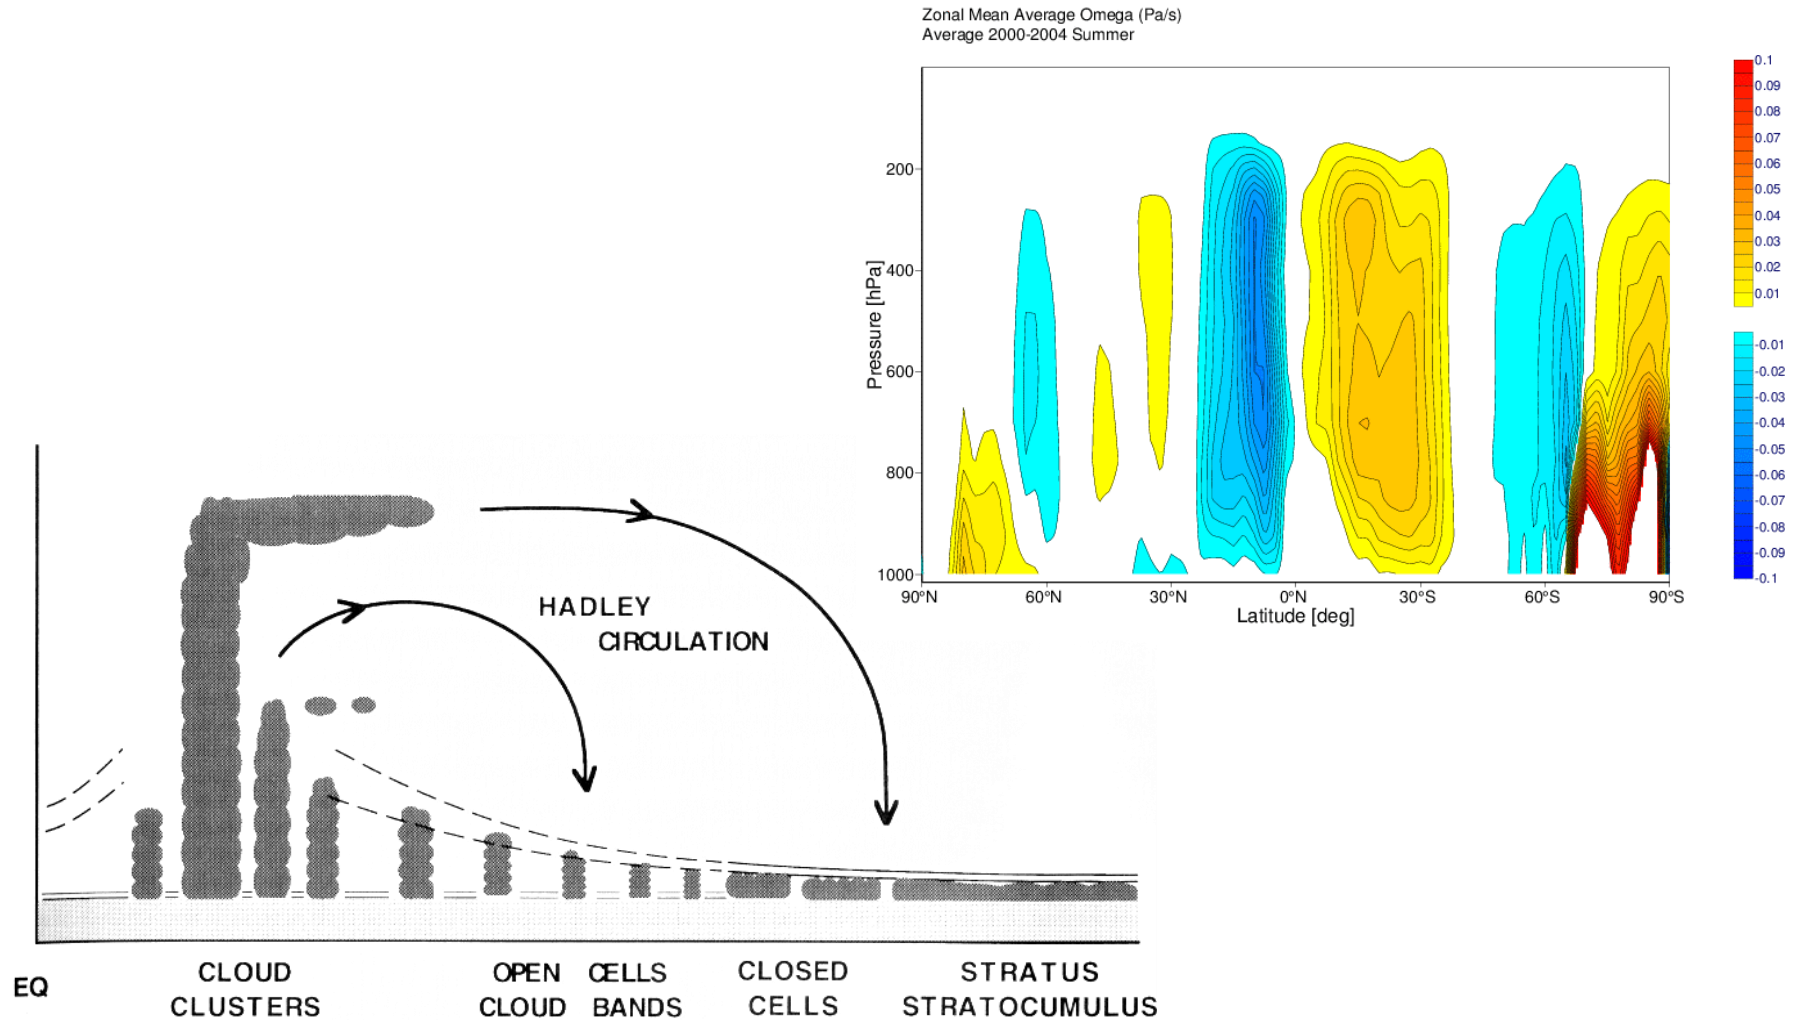 Zonal Mean Average Omega (Pa/s)
Average 2000-2004 Summer
0.1
0.09
0.08
0.07
0.06
0.05
0.04
0.03
0.02
0.01
-0.01
-0.02
-0.03
-0.04
-0.05
-0.06
-0.07
-0.08
-0.09
-0.1
Pressure [hPa]
200
400
600
800
1000
90°N 60°N 30°N 0°N 30°S 60°S 90°S
Latitude [deg]
HADLEY
CIRCULATION
EQ
CLOUD
CLUSTERS
OPEN CELLS
CLOUD BANDS
CLOSED
CELLS
STRATUS
STRATOCUMULUS